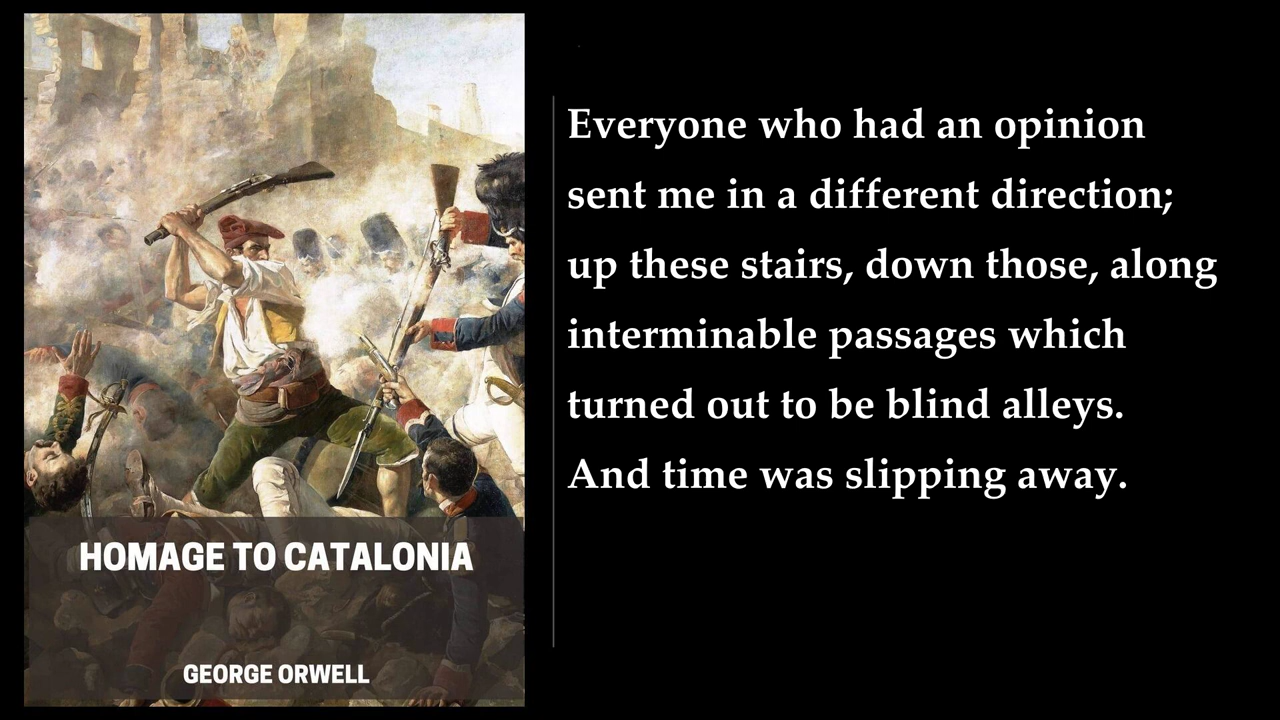 Everyone who had an opinion
sent me in a different direction;
up these stairs, down those, along
interminable passages which
turned out to be blind alleys.
And time was slipping away.
HOMAGE TO CATALONIA
GEORGE ORWELL